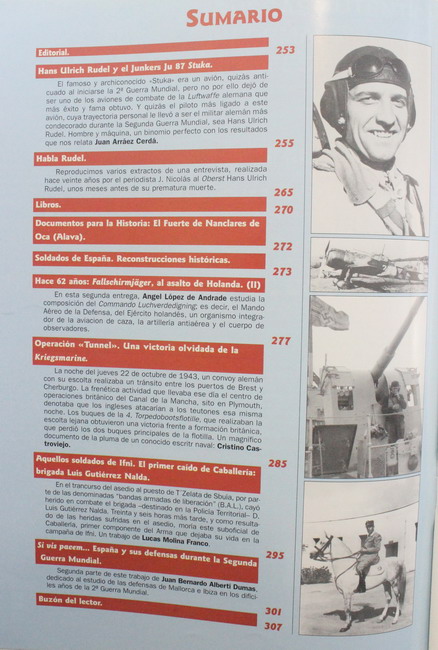 SUMARIO
Editorial.
253
Hans Ulrich Rudel y el Junkers Ju 87 Stuka.
El famoso y archiconocido «Stuka» era un avión, quizás anti-
cuado al iniciarse la 2ª Guerra Mundial, pero no por ello dejó de
ser uno de los aviones de combate de la Luftwaffe alemana que
más éxito y fama obtuvo. Y quizás el piloto más ligado a este
avión, cuya trayectoria personal le llevó a ser el militar alemán más
condecorado durante la Segunda Guerra Mundial, sea Hans Ulrich
Rudel. Hombre y máquina, un binomio perfecto con los resultados
que nos relata Juan Arráez Cerdá.
255
Habla Rudel.
Reproducimos varios extractos de una entrevista, realizada
hace veinte años por el periodista J. Nicolás al Oberst Hans Ulrich
Rudel, unos meses antes de su prematura muerte.
265
Libros.
270
Documentos para la Historia: El Fuerte de Nanclares de
Oca (Alava).
272
Soldados de España. Reconstrucciones históricas.
273
Hace 62 años: Fallschirmjäger, al asalto de Holanda. (II)
En esta segunda entrega, Angel López de Andrade estudia la
composición del Commando Luchverdedigning; es decir, el Mando
Aéreo de la Defensa, del Ejército holandés, un organismo integra-
dor de la aviacion de caza, la artillería antiaérea y el cuerpo de
observadores.
277
Operación «Tunnel». Una victoria olvidada de la
Kriegsmarine.
La noche del jueves 22 de octubre de 1943, un convoy alemán
con su escolta realizaba un tránsito entre los puertos de Brest y
Cherburgo. La frenética actividad que llevaba ese día el centro de
operaciones británico del Canal de la Mancha, sito en Plymouth,
denotaba que los ingleses atacarían a los teutones esa misma
noche. Los buques de la 4. Torpedobootsflotille, que realizaban la
escolta lejana obtuvieron una victoria frente a formación británica,
que perdió los dos buques principales de la flotilla. Un magnífico
documento de la pluma de un conocido escritr naval: Cristino Cas-
troviejo.
285
Aquellos soldados de Ifni. El primer caido de Caballería:
brigada Luis Gutiérrez Nalda.
En el trancurso del asedio al puesto de T'Zelata de Sbuia, por par-
te de las denominadas "bandas armadas de liberación" (B.A.L.), cayó
herido en combate el brigada –destinado en la Policía Territorial– D.
Luis Gutiérrez Nalda. Treinta y seis horas más tarde, y como resulta-
do de las heridas sufridas en el asedio, moría este suboficial de
Caballería, primer componente del Arma que dejaba su vida en la
campaña de Ifni. Un trabajo de Lucas Molina Franco.
295
Si vis pacem... España y sus defensas durante la Segunda
Guerra Mundial.
Segunda parte de este trabajo de Juan Bernardo Alberti Dumas,
dedicado al estudio de las defensas de Mallorca e Ibiza en los difíci-
les años de la 2ª Guerra Mundial.
301
Buzón del lector.
307